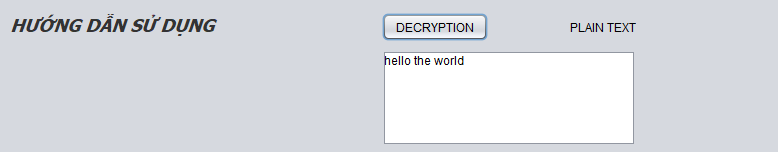 HƯỚNG DẪN SỬ DỤNG
DECRYPTION
PLAIN TEXT
hello the world